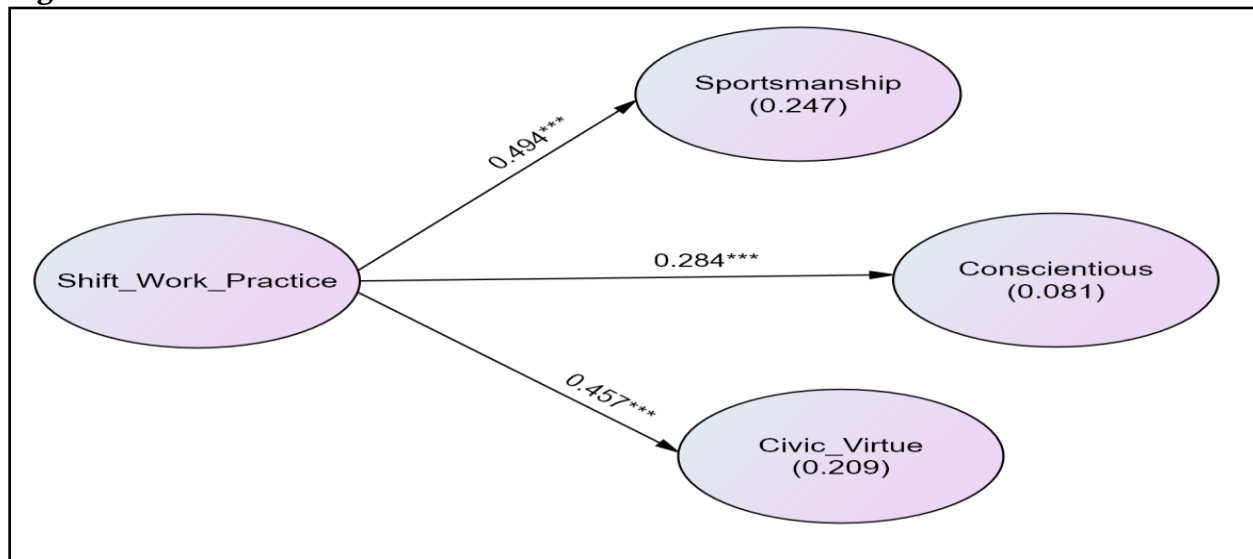 Sportsmanship
(0.247)
0.494***
Shift_Work_Practice
0.284***
Conscientious
(0.081)
0.457***
Civic_Virtue
(0.209)